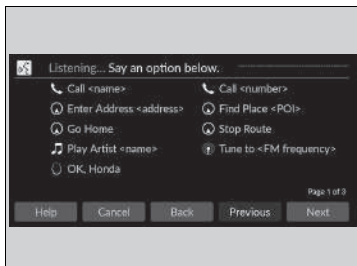 Listening... Say an option below.
Call <name>
Call <number>
Enter Address <address>
Find Place <POI>
Go Home
Stop Route
Play Artist <name>
Tune to <FM frequency>
OK, Honda
Page 1 of 3
Help Cancel Back Previous Next